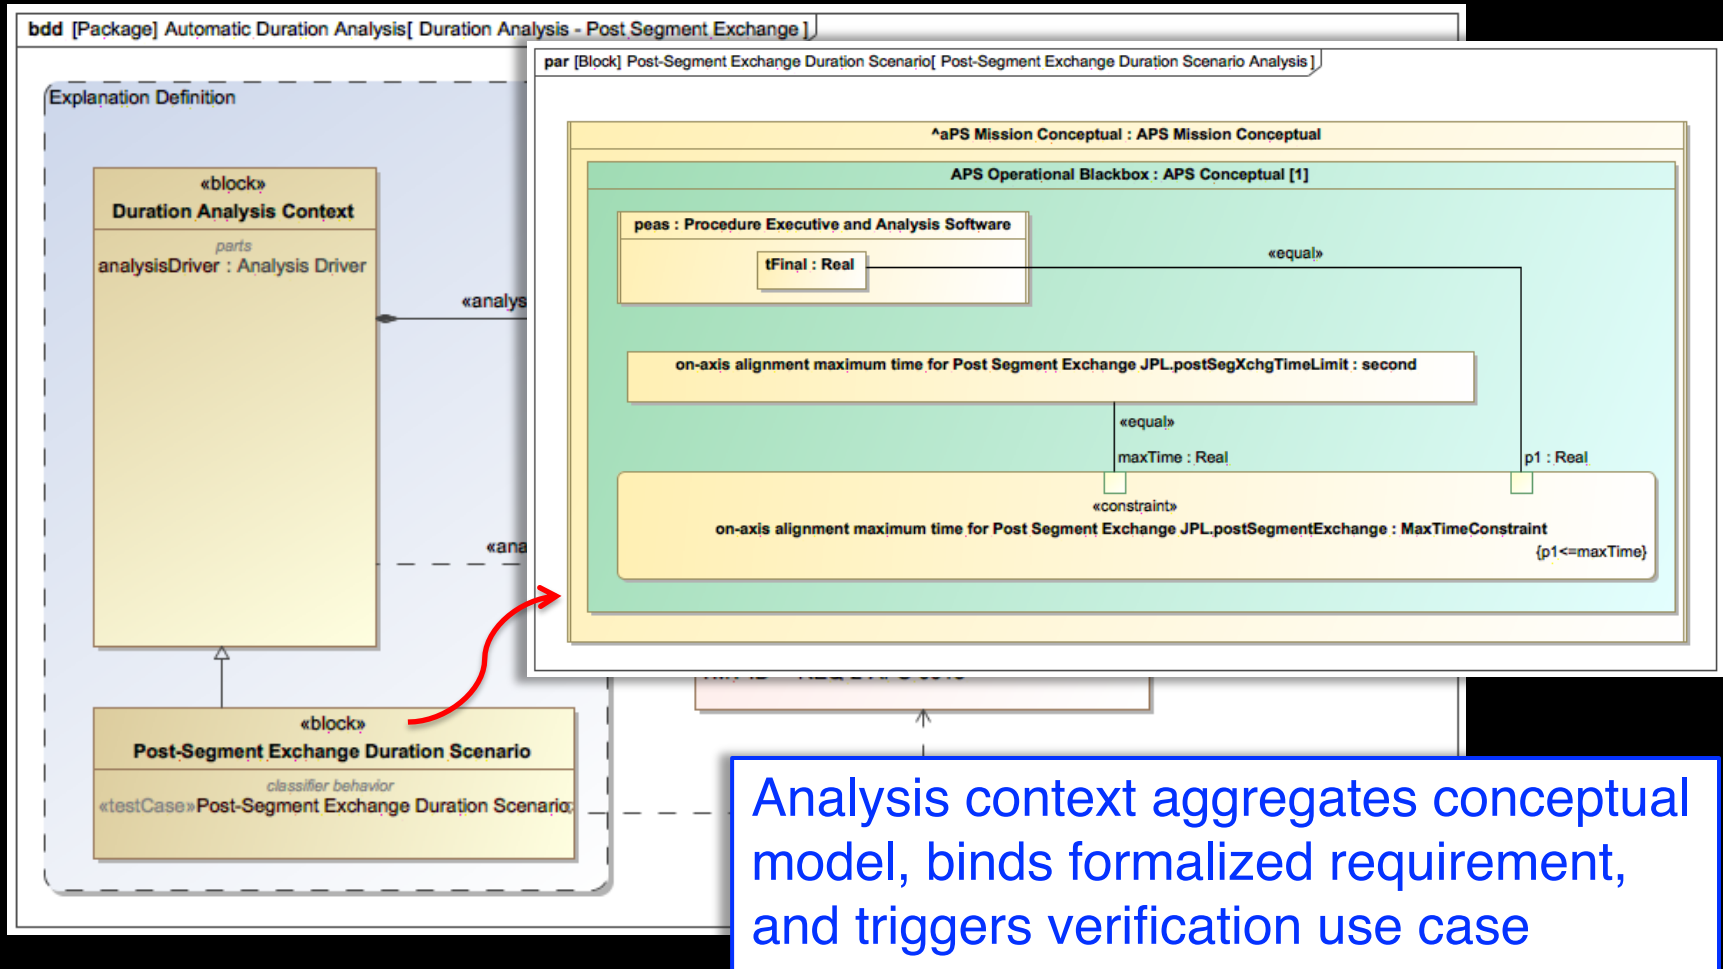 bdd [Package] Automatic Duration Analysis[ Duration Analysis - Post Segment Exchange ]
par [Block] Post-Segment Exchange Duration Scenario[ Post-Segment Exchange Duration Scenario Analysis ]
Explanation Definition
^aPS Mission Conceptual : APS Mission Conceptual
APS Operational Blackbox : APS Conceptual [1]
«block»
Duration Analysis Context
parts
analysisDriver : Analysis Driver
peas : Procedure Executive and Analysis Software
tFinal : Real
«equal»
«analys
on-axis alignment maximum time for Post Segment Exchange JPL.postSegXchgTimeLimit : second
«equal»
maxTime : Real
p1 : Real
«constraint»
on-axis alignment maximum time for Post Segment Exchange JPL.postSegmentExchange : MaxTimeConstraint
{p1<=maxTime}
«ana
«block»
Post-Segment Exchange Duration Scenario
classifier behavior
«testCase»Post-Segment Exchange Duration Scenario
Analysis context aggregates conceptual
model, binds formalized requirement,
and triggers verification use case